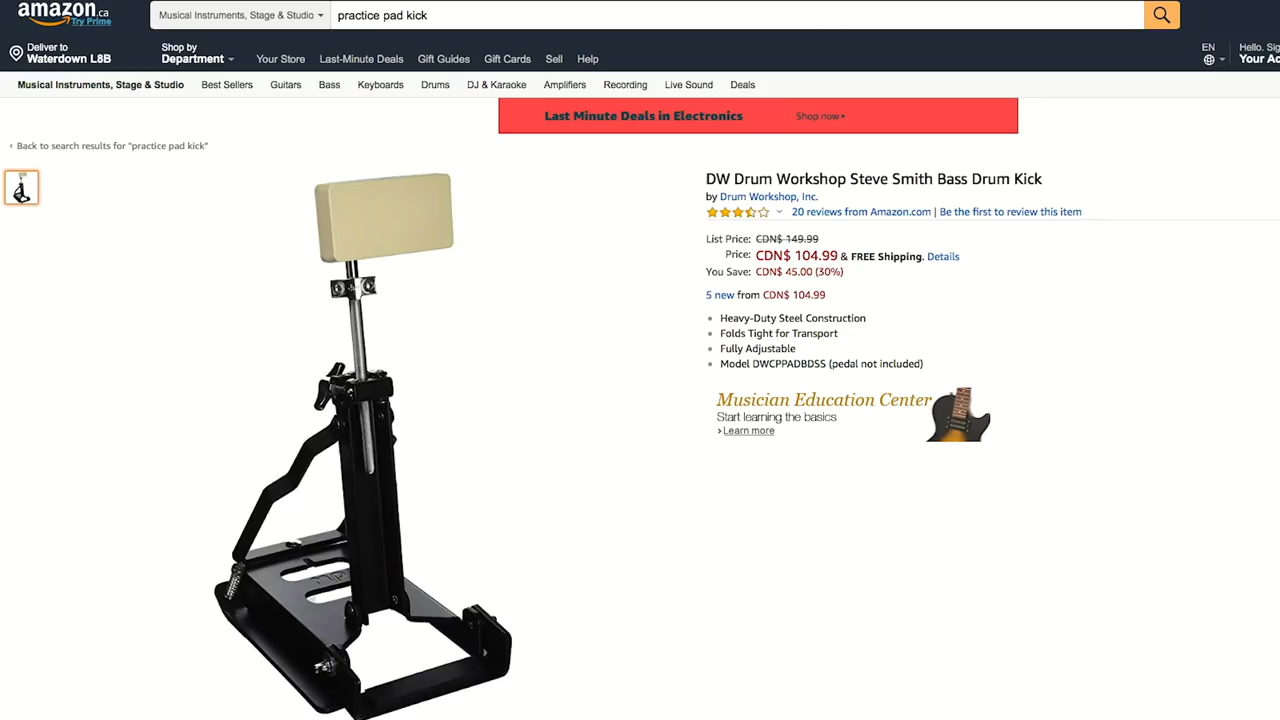 amazon.ca
Try Prime
Musical Instruments, Stage & Studio
practice pad kick
Deliver to
Waterdown L8B
Shop by
Department
Your Store
Last-Minute Deals
Gift Guides
Gift Cards
Sell
Help
EN
Hello. Sig
Your Ac
Musical Instruments, Stage & Studio
Best Sellers
Guitars
Bass
Keyboards
Drums
DJ & Karaoke
Amplifiers
Recording
Live Sound
Deals
Last Minute Deals in Electronics
Shop now
‹ Back to search results for "practice pad kick"
DW Drum Workshop Steve Smith Bass Drum Kick
by Drum Workshop, Inc.
20 reviews from Amazon.com | Be the first to review this item
List Price: CDN$ 149.99
Price: CDN$ 104.99 & FREE Shipping. Details
You Save: CDN$ 45.00 (30%)
5 new from CDN$ 104.99
Heavy-Duty Steel Construction
Folds Tight for Transport
Fully Adjustable
Model DWCPPADBDSS (pedal not included)
Musician Education Center
Start learning the basics
› Learn more